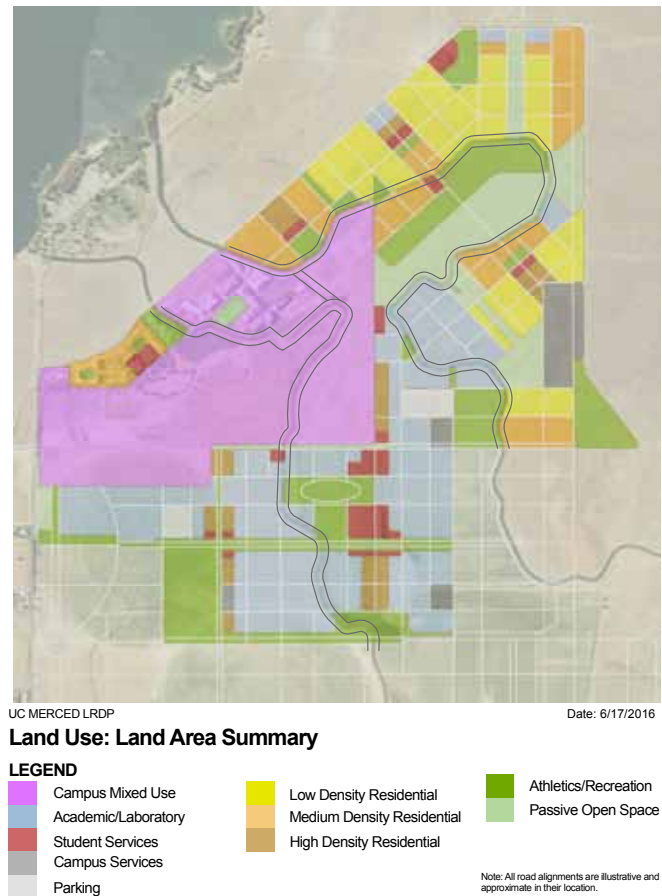 UC MERCED LRDP
Date: 6/17/2016
Land Use: Land Area Summary
LEGEND
Campus Mixed Use
Academic/Laboratory
Student Services
Campus Services
Parking
Low Density Residential
Medium Density Residential
High Density Residential
Athletics/Recreation
Passive Open Space
Note: All road alignments are illustrative and
approximate in their location.